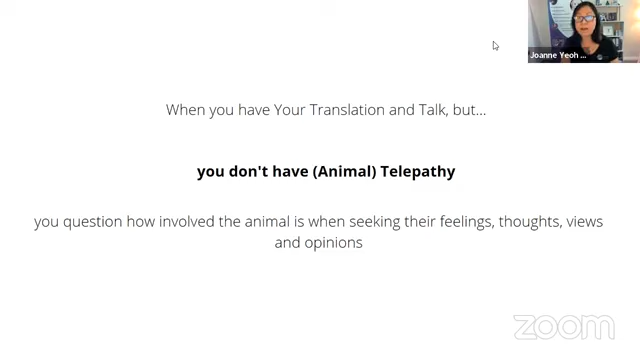 Joanne Yeoh ...
When you have Your Translation and Talk, but...
you don't have (Animal) Telepathy
you question how involved the animal is when seeking their feelings, thoughts, views
and opinions
zoom